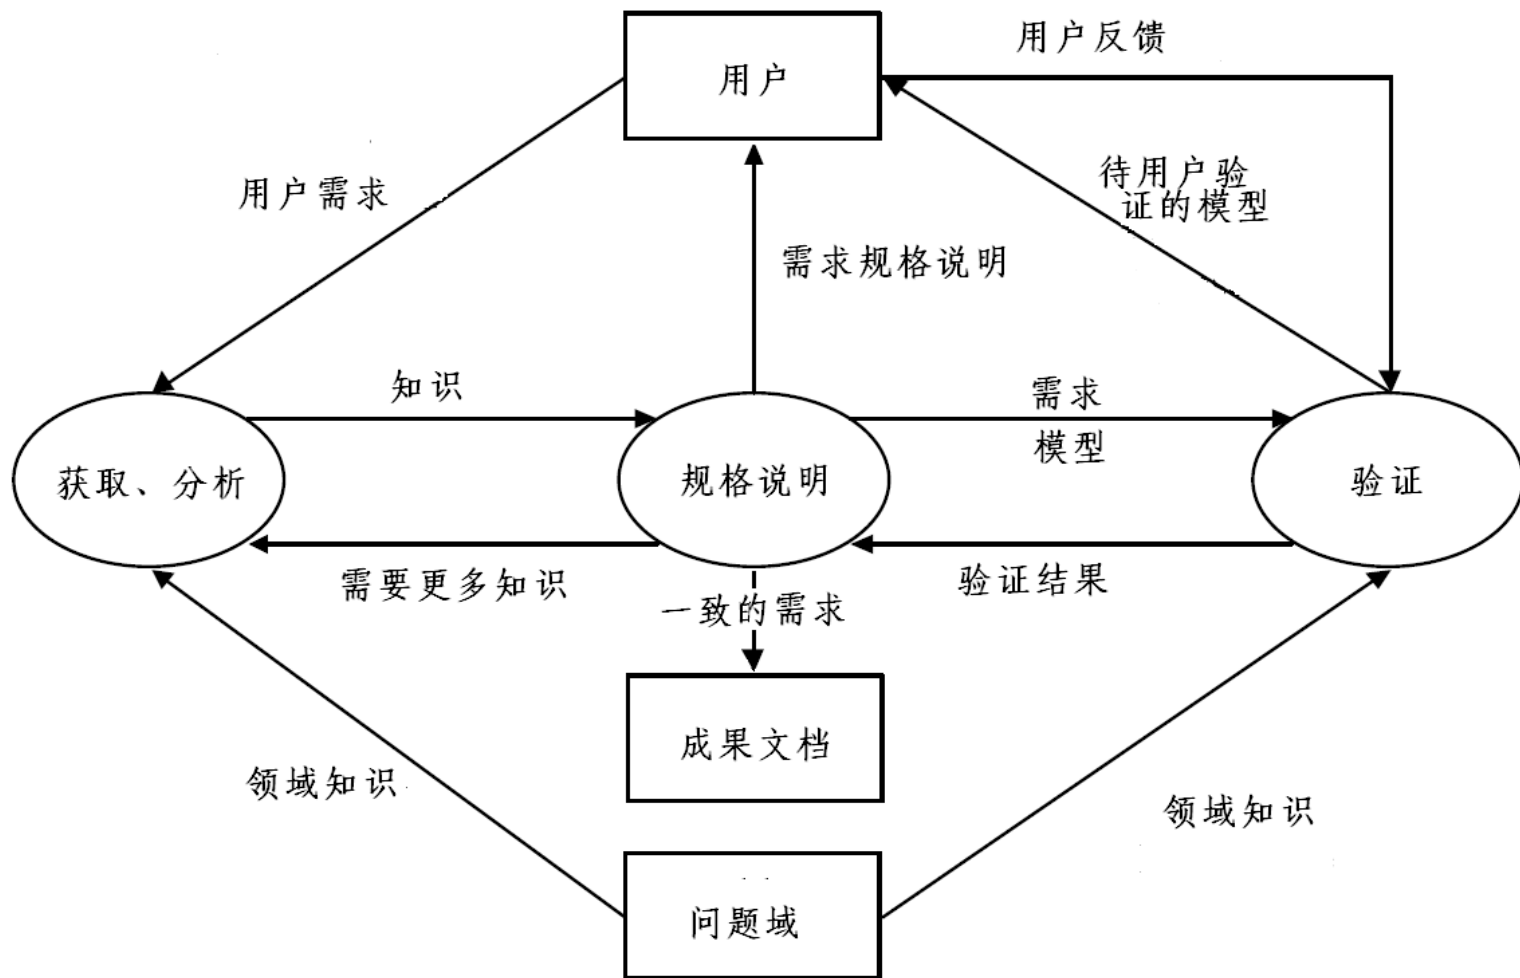 用户反馈
用户
待用户验
证的模型
用户需求
需求规格说明
知识
需求
模型
获取、分析
规格说明
验证
需要更多知识
验证结果
一致的需求
成果文档
领域知识
领域知识
问题域